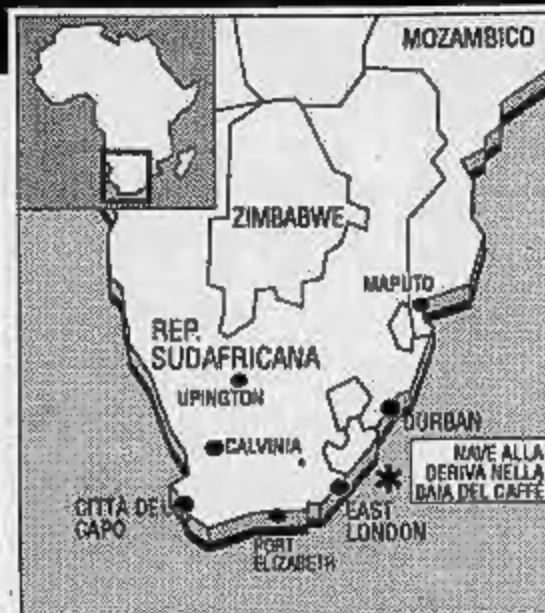 MOZAMBICO
ZIMBABWE
MAPUTO
REP.
SUDAFRICANA
UPINGTON
DURBAN
CALVINIA
NAVE ALLA
DERIVA NELLA
BAIA DEL CAFFE
CITTÀ DEL
CAPO
EAST
LONDON
PORT
ELIZABETH